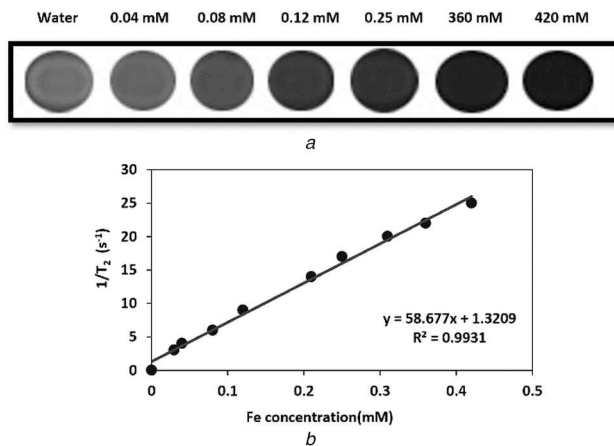 Water 0.04 mM 0.08 mM 0.12 mM 0.25 mM 360 mM 420 mM
a
30
25
20
15
10
5
0
1/T₂ (s⁻¹)
y = 58.677x + 1.3209
R² = 0.9931
0 0.1 0.2 0.3 0.4 0.5
Fe concentration(mM)
b